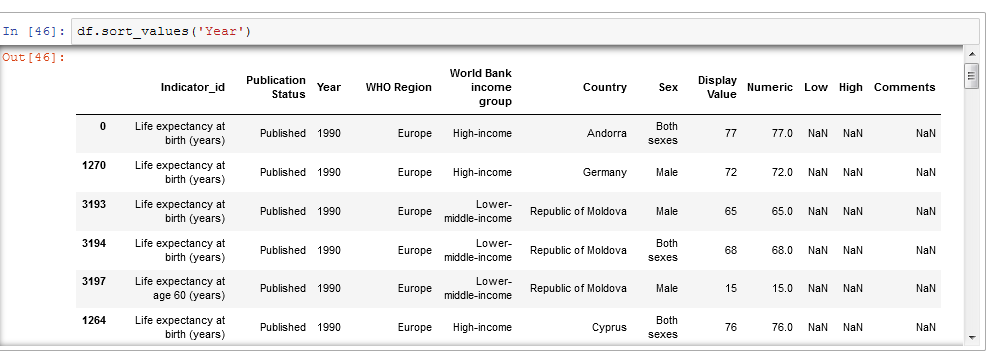 In [46]: df.sort_values('Year')
Out[46]:
Indicator_id Publication Status Year WHO Region World Bank income group Country Sex Display Value Numeric Low High Comments
0 Life expectancy at birth (years) Published 1990 Europe High-income Andorra Both sexes 77 77.0 NaN NaN NaN
1270 Life expectancy at birth (years) Published 1990 Europe High-income Germany Male 72 72.0 NaN NaN NaN
3193 Life expectancy at birth (years) Published 1990 Europe Lower-middle-income Republic of Moldova Male 65 65.0 NaN NaN NaN
3194 Life expectancy at birth (years) Published 1990 Europe Lower-middle-income Republic of Moldova Both sexes 68 68.0 NaN NaN NaN
3197 Life expectancy at age 60 (years) Published 1990 Europe Lower-middle-income Republic of Moldova Male 15 15.0 NaN NaN NaN
1264 Life expectancy at birth (years) Published 1990 Europe High-income Cyprus Both sexes 76 76.0 NaN NaN NaN